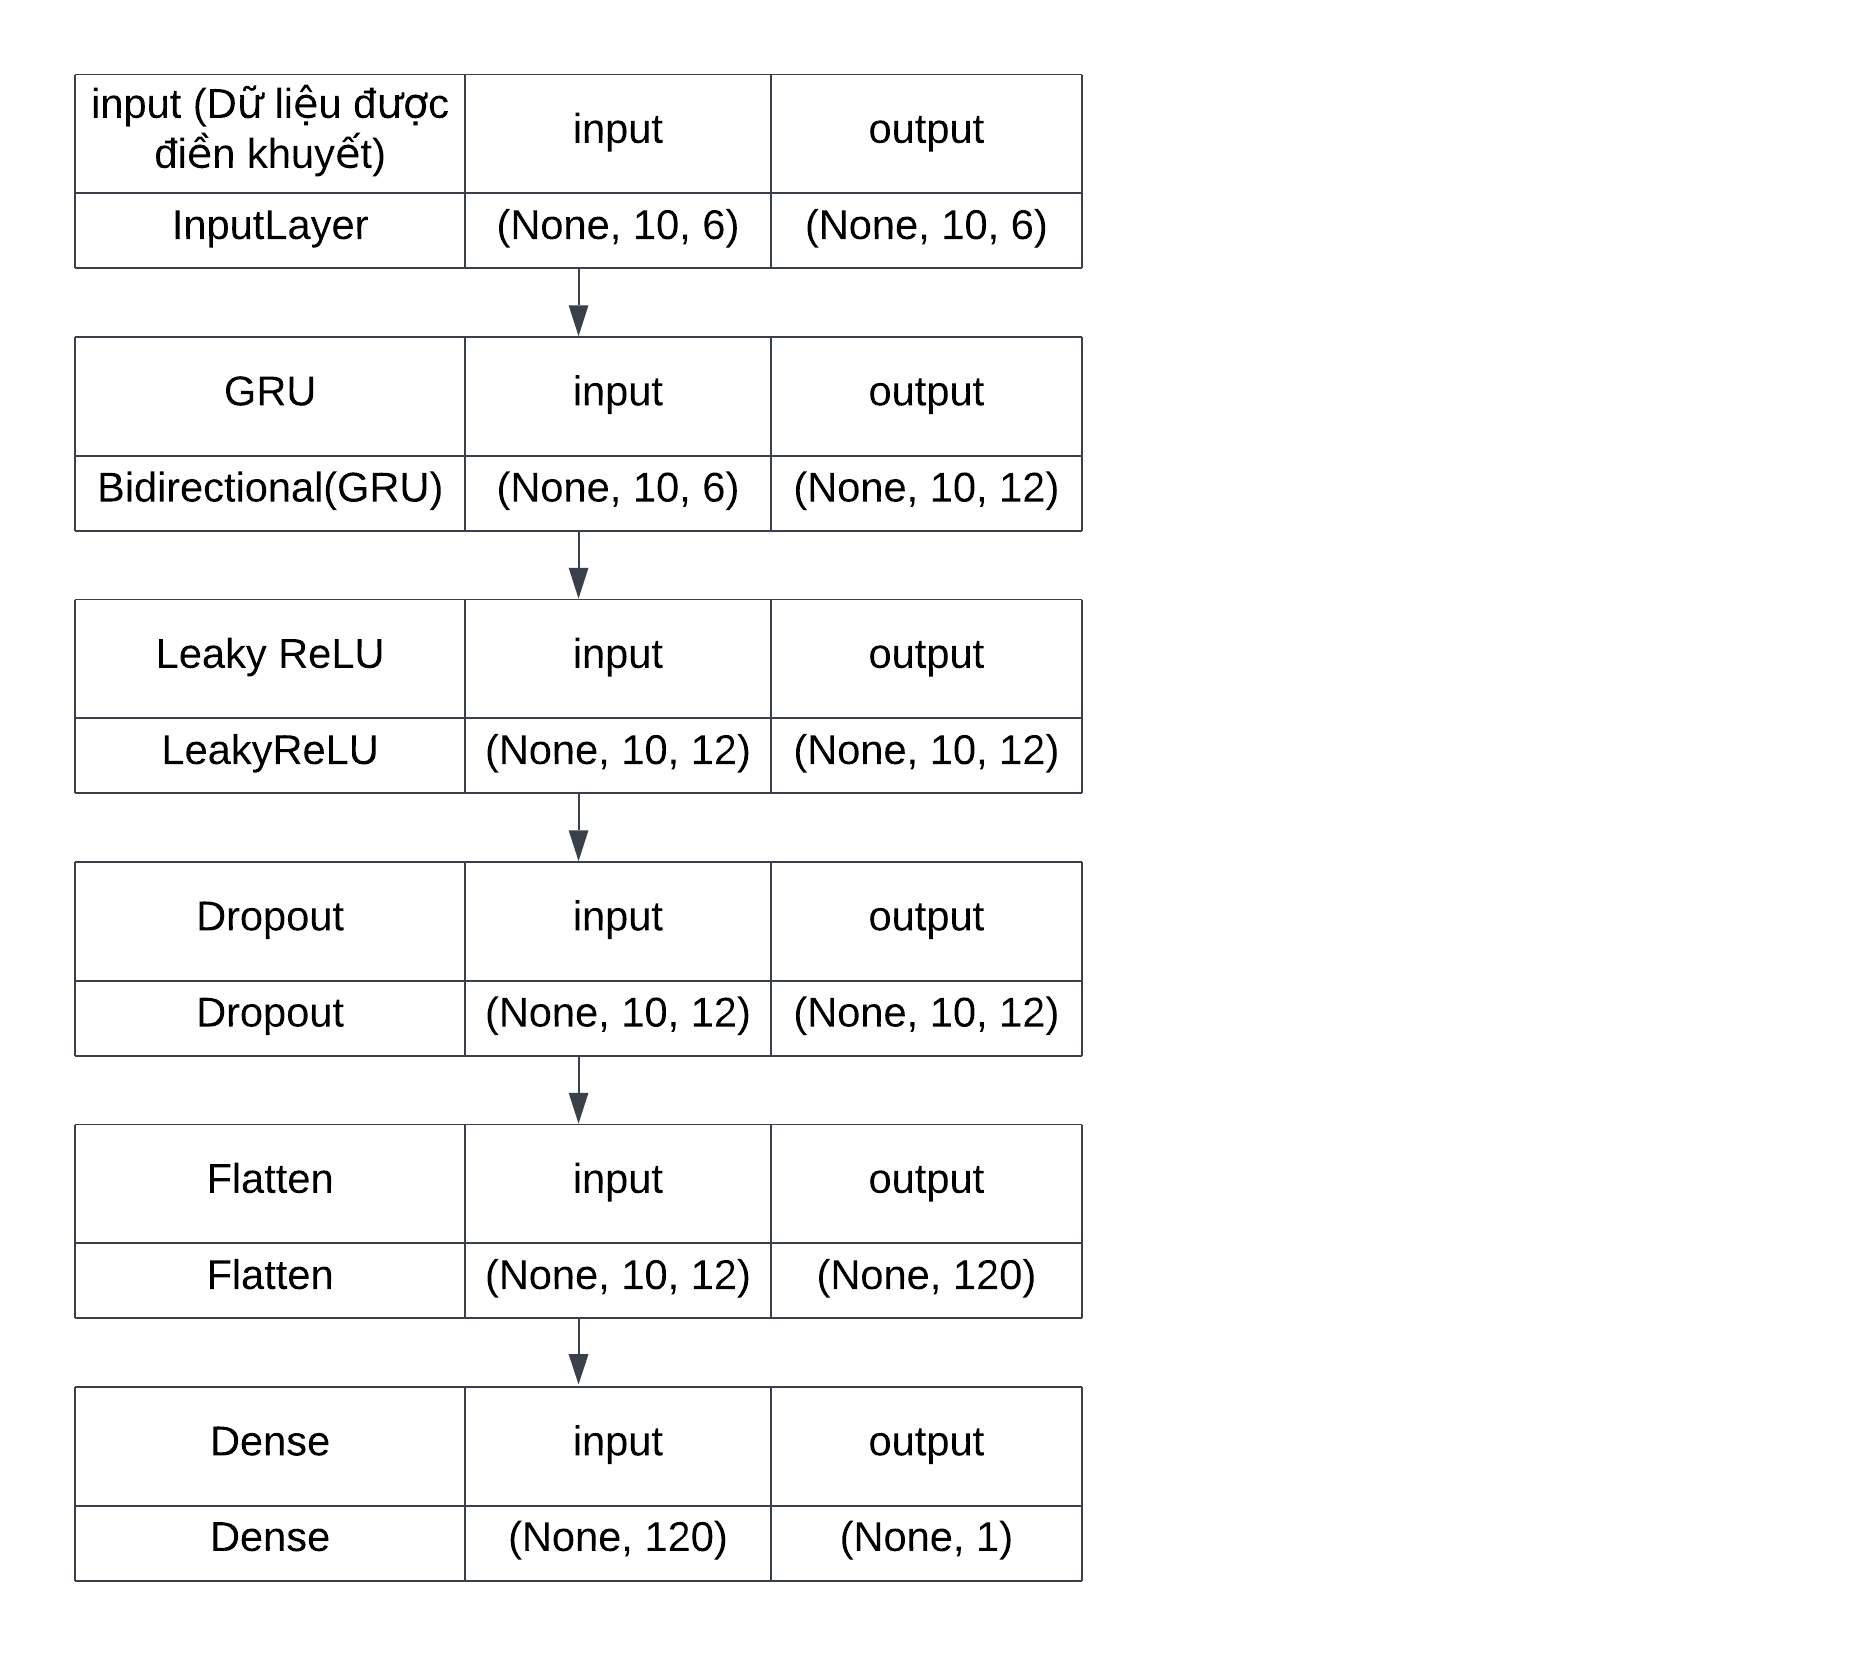 input (Dữ liệu được
điền khuyết)
input
output
InputLayer
(None, 10, 6)
(None, 10, 6)
GRU
input
output
Bidirectional(GRU)
(None, 10, 6)
(None, 10, 12)
Leaky ReLU
input
output
LeakyReLU
(None, 10, 12)
(None, 10, 12)
Dropout
input
output
Dropout
(None, 10, 12)
(None, 10, 12)
Flatten
input
output
Flatten
(None, 10, 12)
(None, 120)
Dense
input
output
Dense
(None, 120)
(None, 1)